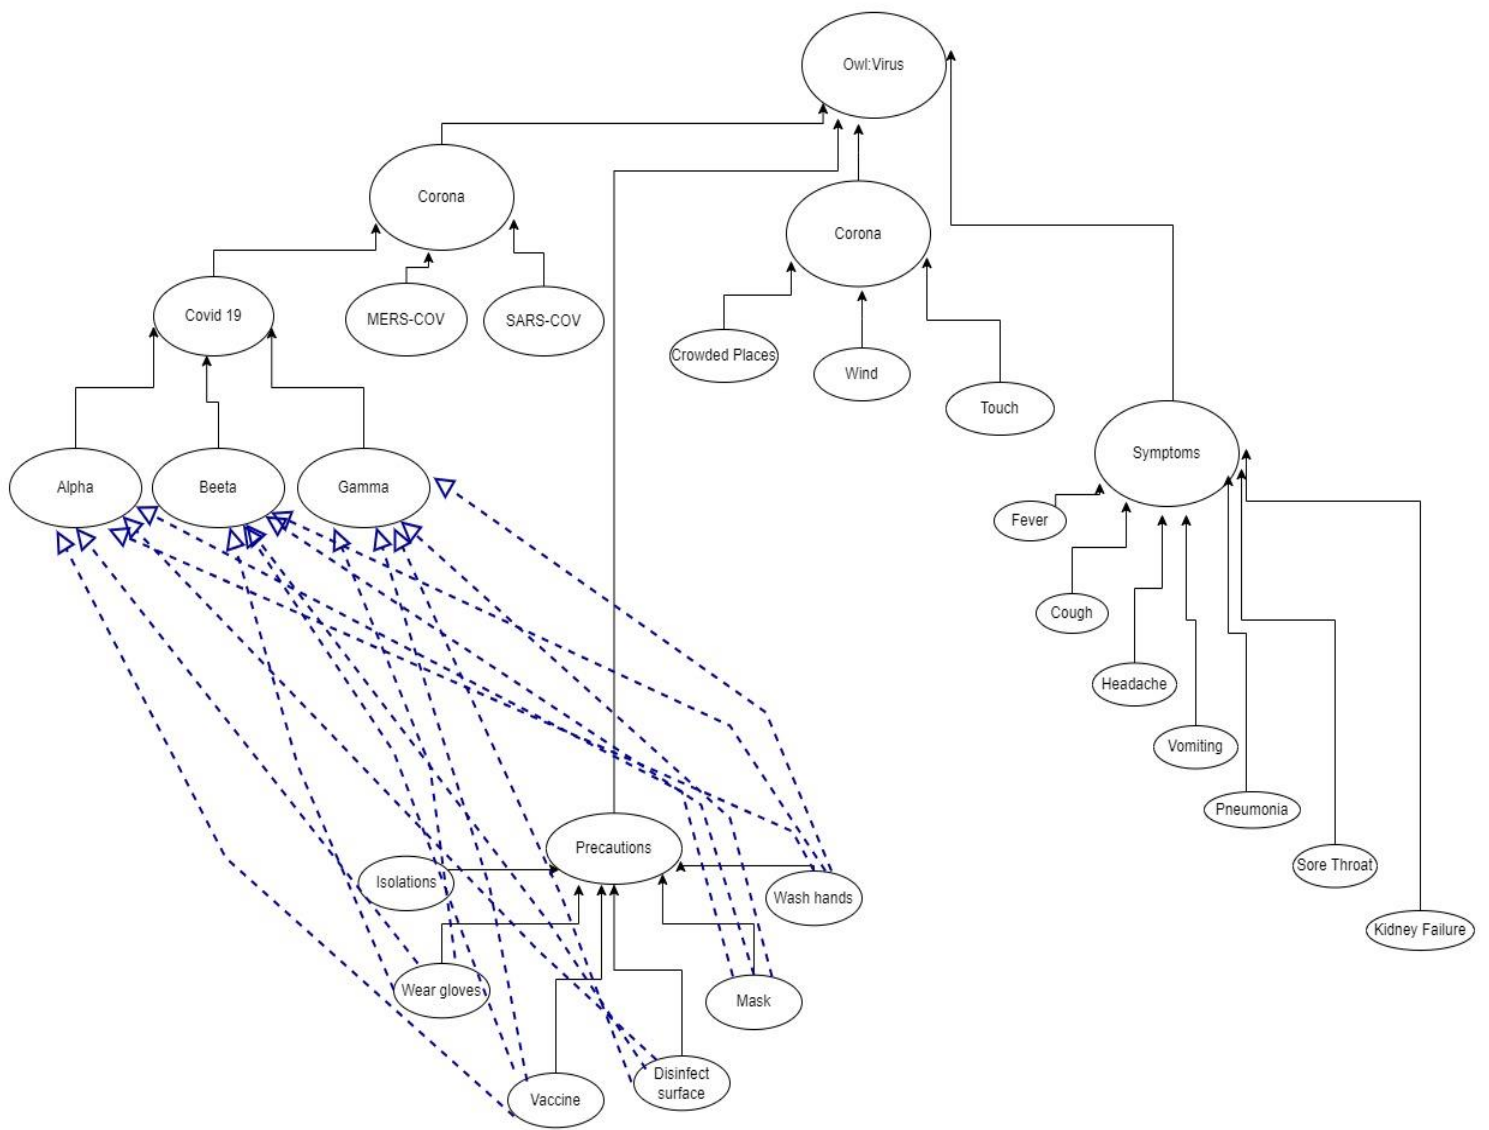 Owl:Virus
Corona
Corona
Covid 19
MERS-COV
SARS-COV
Crowded Places
Wind
Touch
Symptoms
Alpha
Beeta
Gamma
Fever
Cough
Headache
Vomiting
Pneumonia
Sore Throat
Kidney Failure
Precautions
Isolations
Wash hands
Wear gloves
Mask
Vaccine
Disinfect
surface